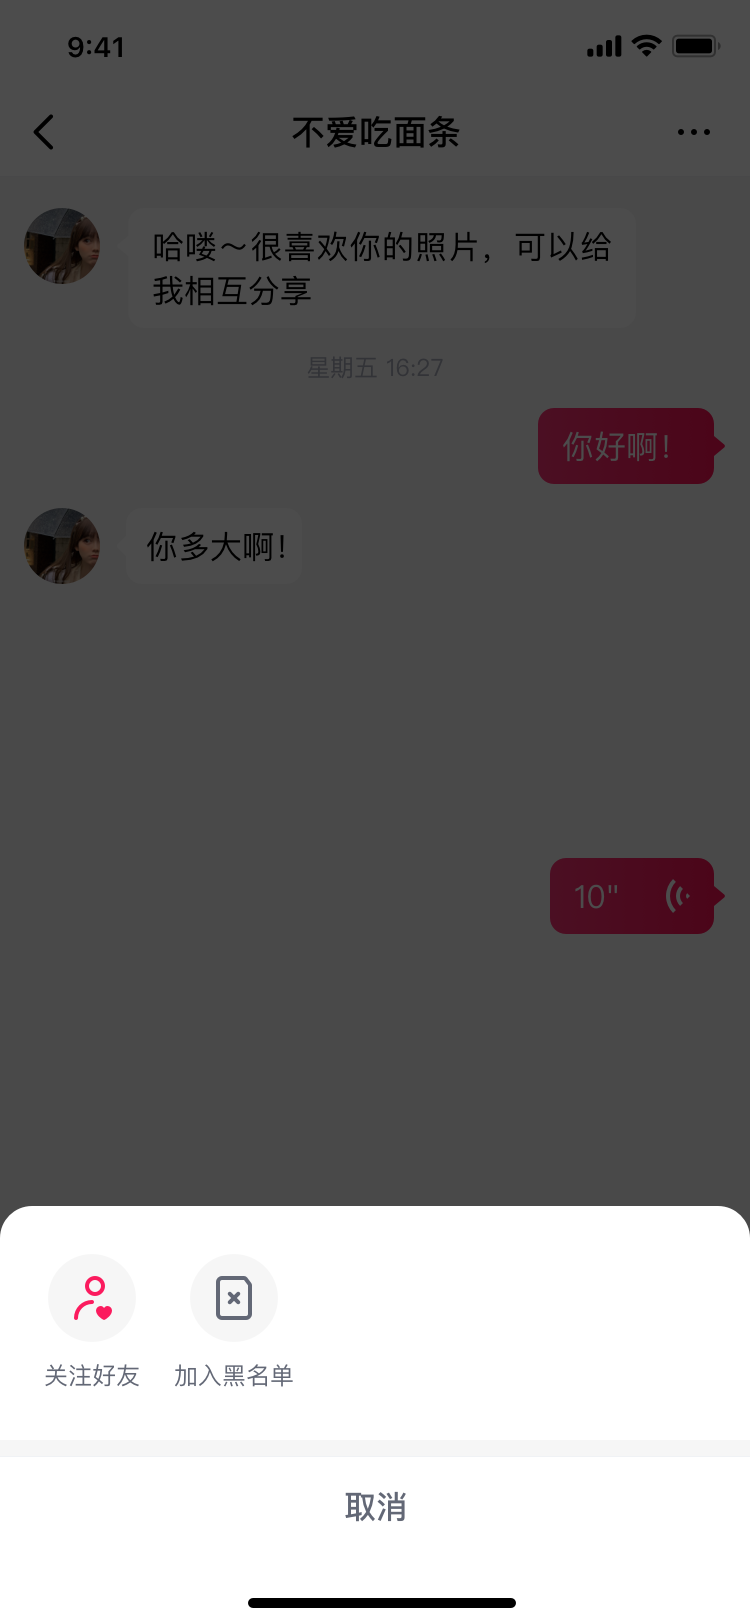 9:41
不爱吃面条
哈喽～很喜欢你的照片，可以给
我相互分享
星期五 16:27
你好啊！
你多大啊！
10"
关注好友
加入黑名单
取消